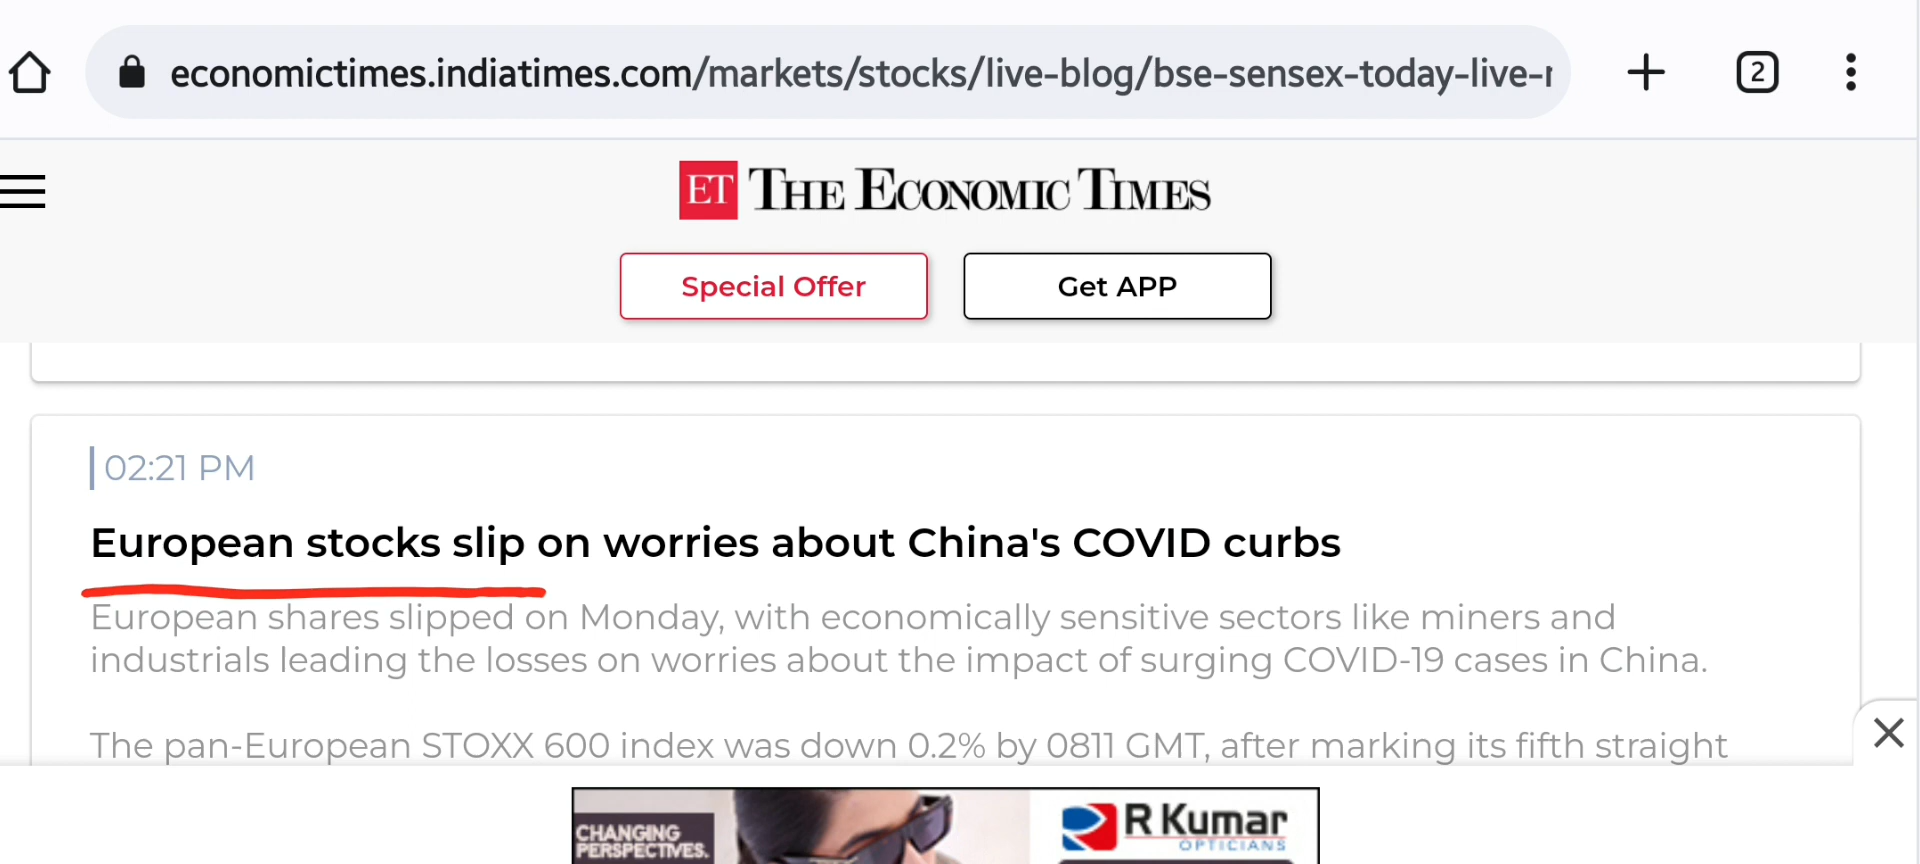 economictimes.indiatimes.com/markets/stocks/live-blog/bse-sensex-today-live-r
2
ET THE ECONOMIC TIMES
Special Offer
Get APP
02:21 PM
European stocks slip on worries about China's COVID curbs
European shares slipped on Monday, with economically sensitive sectors like miners and
industrials leading the losses on worries about the impact of surging COVID-19 cases in China.
The pan-European STOXX 600 index was down 0.2% by 0811 GMT, after marking its fifth straight
CHANGING
PERSPECTIVES.
R Kumar
OPTICIANS